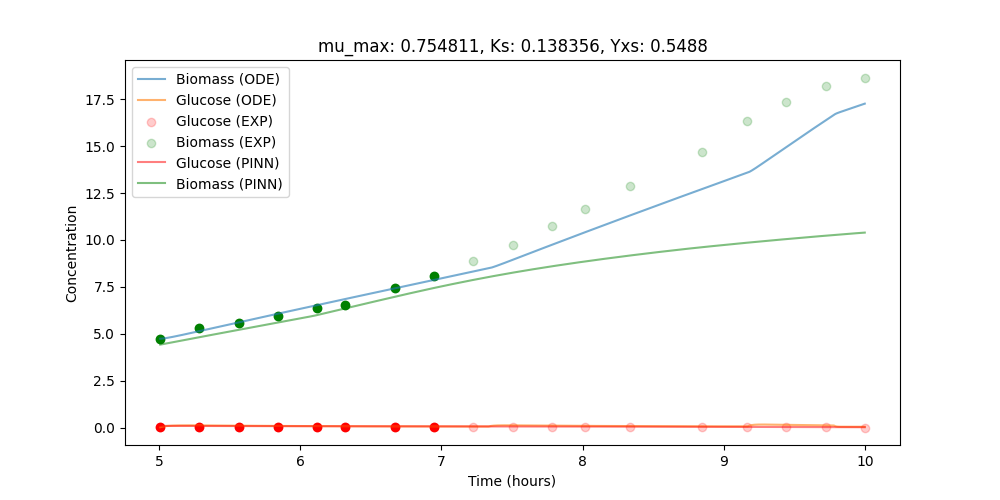 mu_max: 0.754811, Ks: 0.138356, Yxs: 0.5488
Biomass (ODE)
Glucose (ODE)
Glucose (EXP)
Biomass (EXP)
Glucose (PINN)
Biomass (PINN)
Concentration
17.5
15.0
12.5
10.0
7.5
5.0
2.5
0.0
5 6 7 8 9 10
Time (hours)